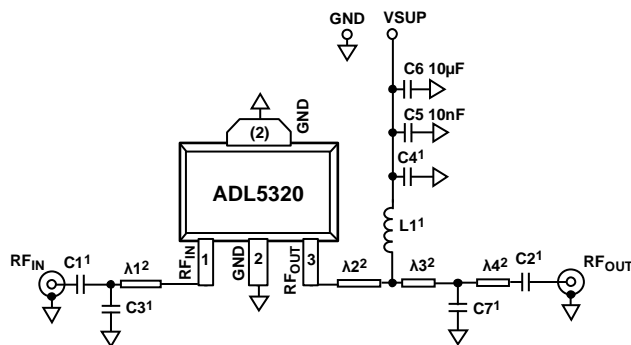 GND VSUP
C6 10µF
C5 10nF
C4¹
L1¹
(2)
GND
ADL5320
RF_IN
1
GND
2
RF_OUT
3
RF_IN
C1¹
λ1²
C3¹
λ2²
λ3²
λ4²
C2¹
RF_OUT
C7¹